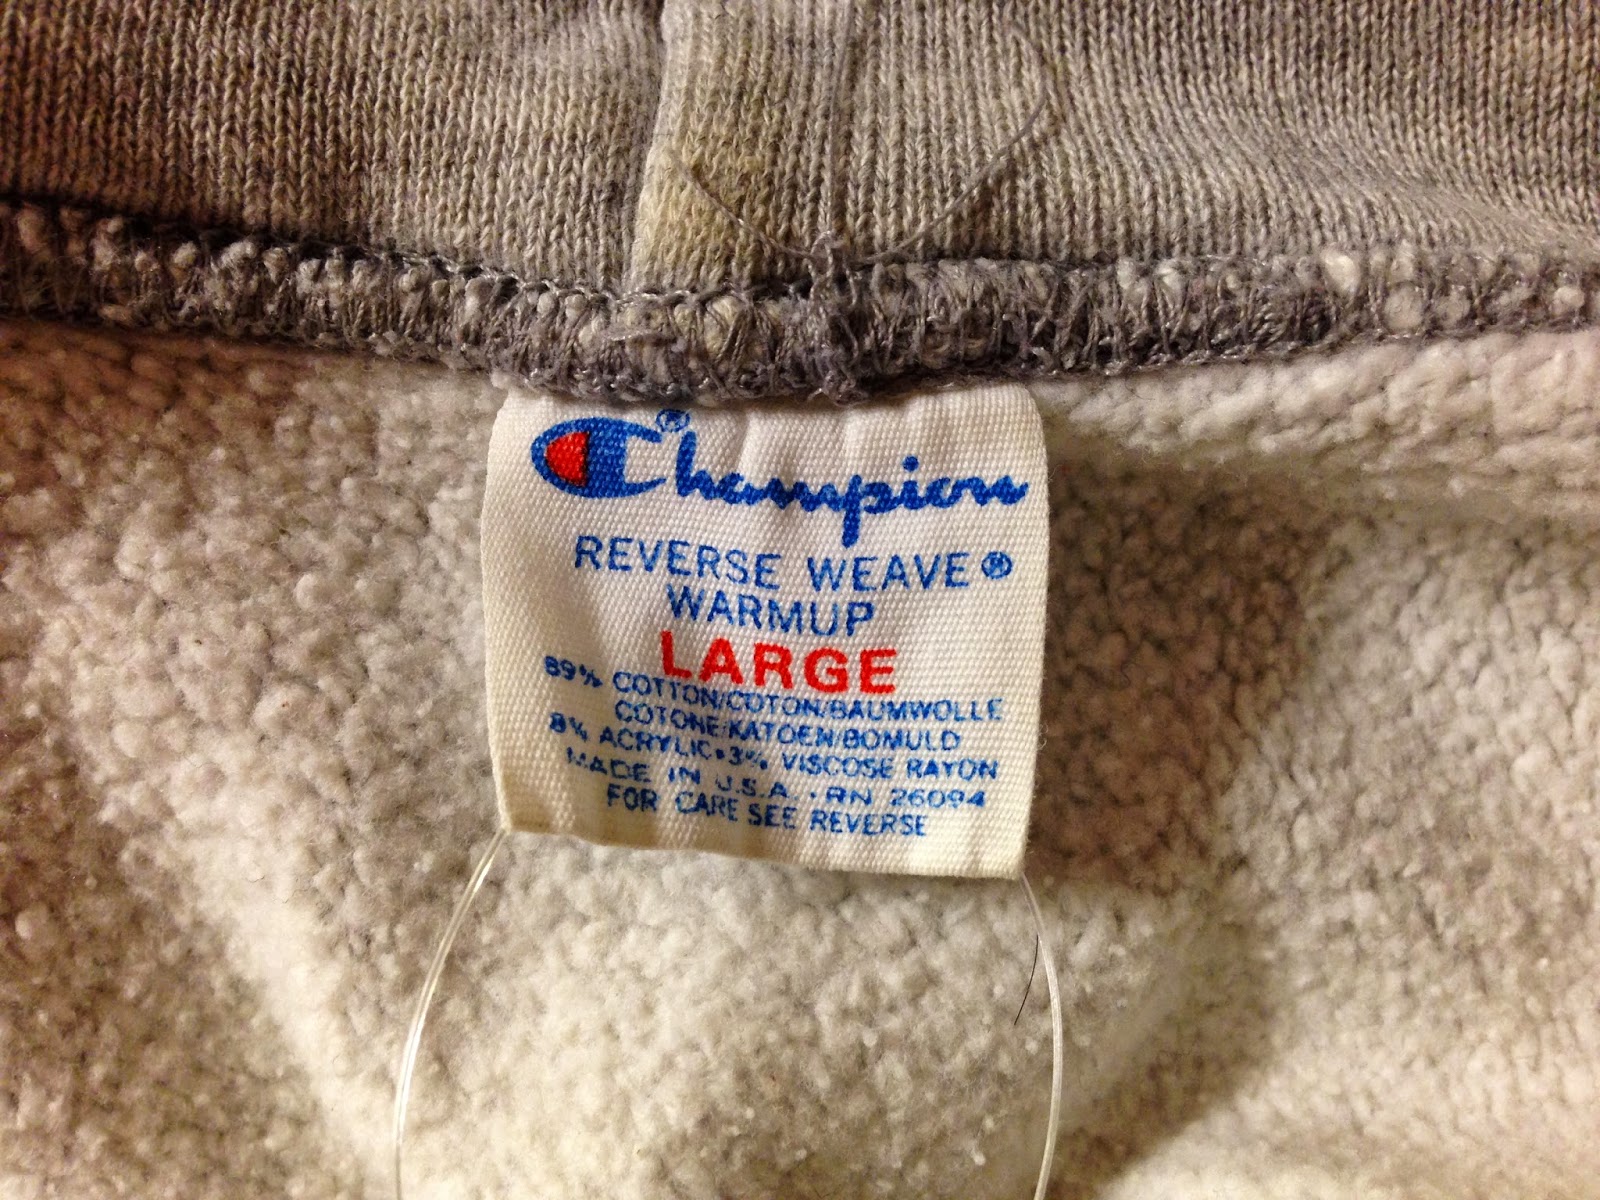 Champion®
REVERSE WEAVE®
WARMUP
LARGE
89% COTTON/COTON/BAUMWOLLE
COTONE/KATOEN/BOMULD
8% ACRYLIC•3% VISCOSE RAYON
MADE IN U.S.A • RN 26094
FOR CARE SEE REVERSE